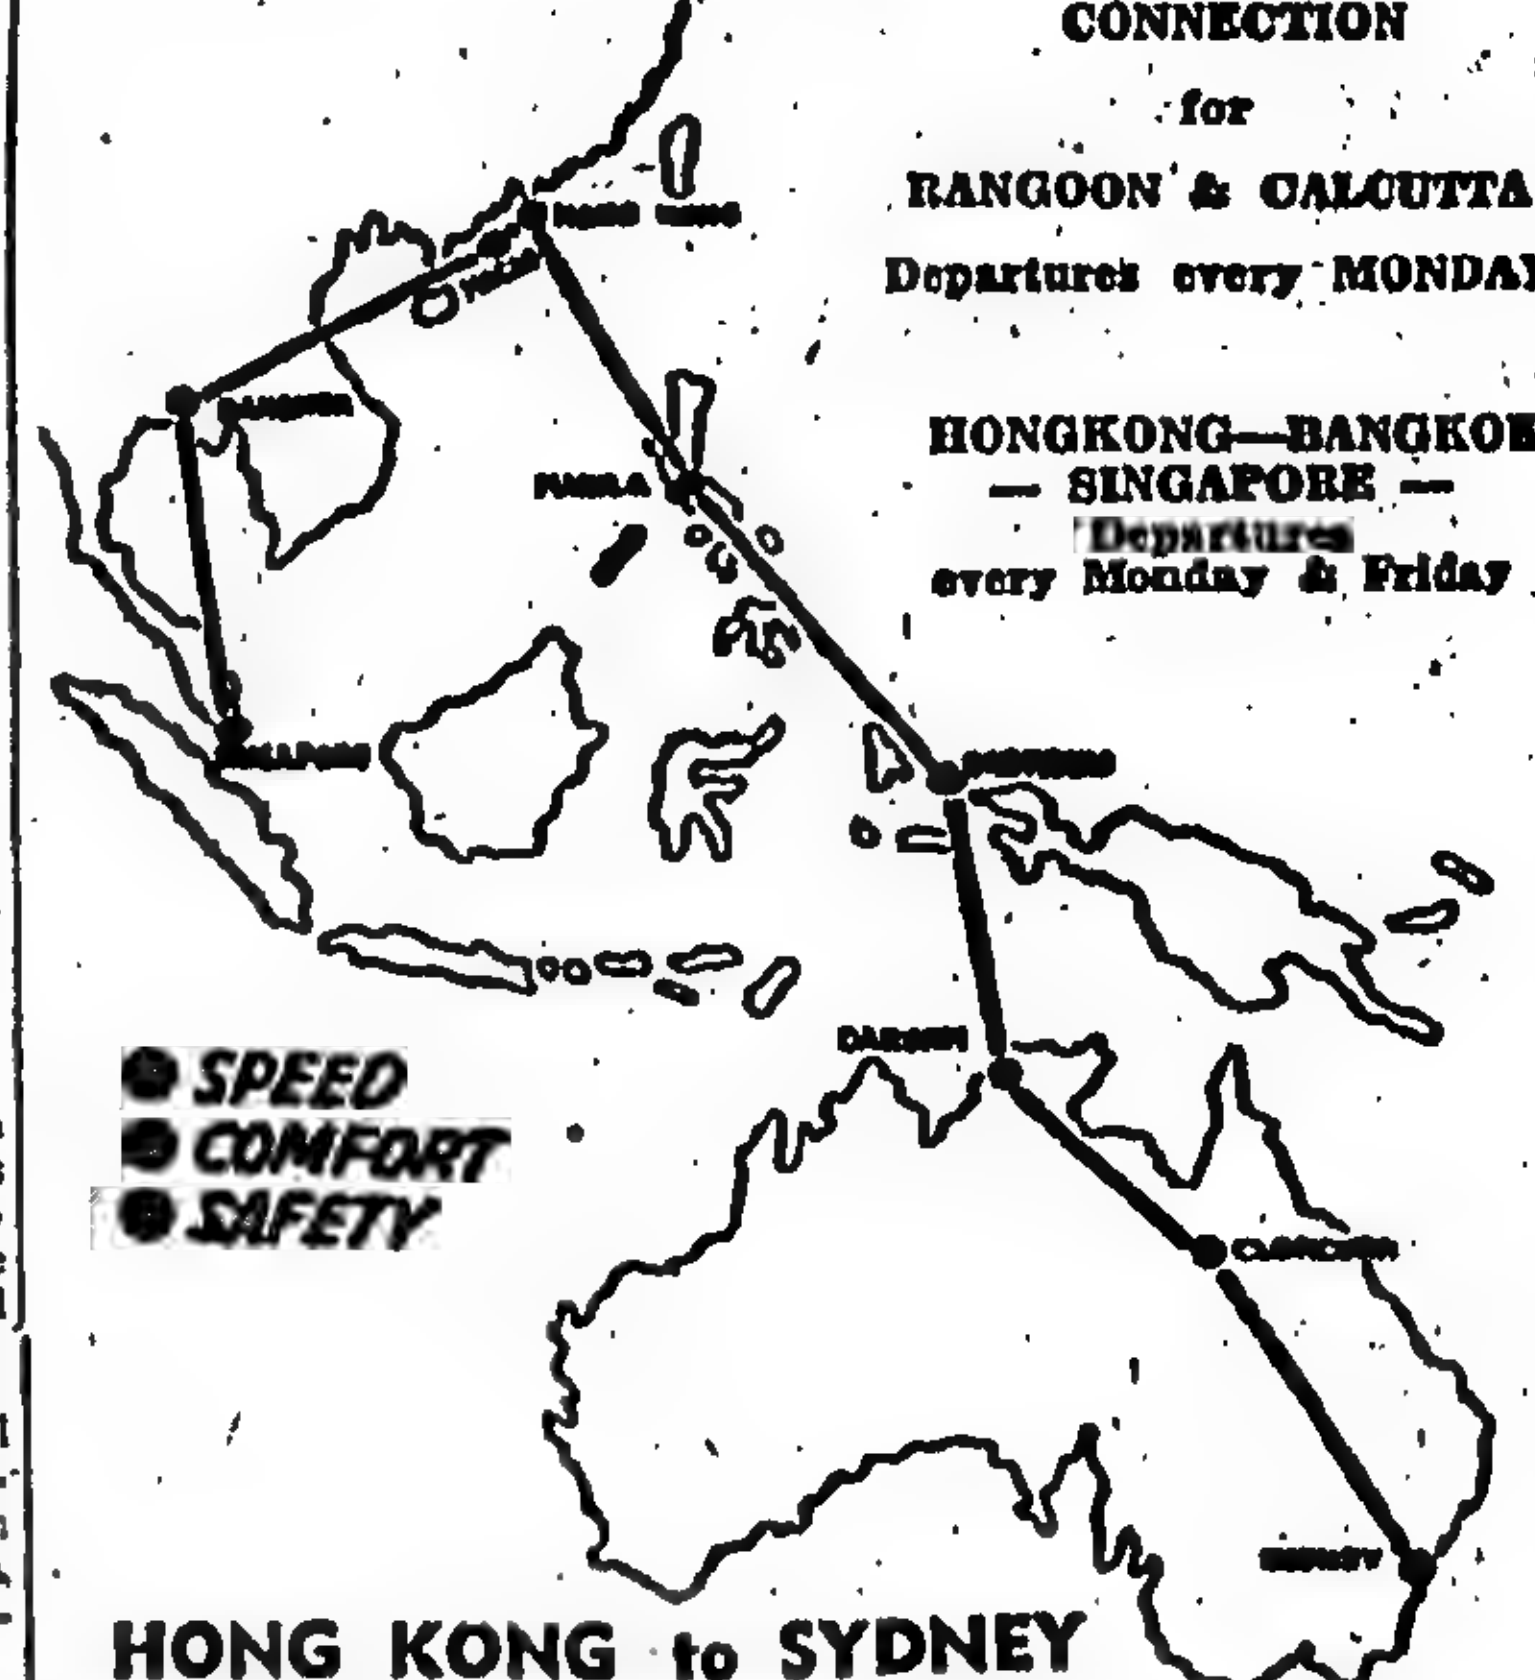 CONNECTION
for
RANGOON & CALCUTTA
Departures every MONDAY
HONGKONG—BANGKOK
— SINGAPORE —
Departures
every Monday & Friday
DARWIN
● SPEED
● COMFORT
● SAFETY
HONG KONG to SYDNEY